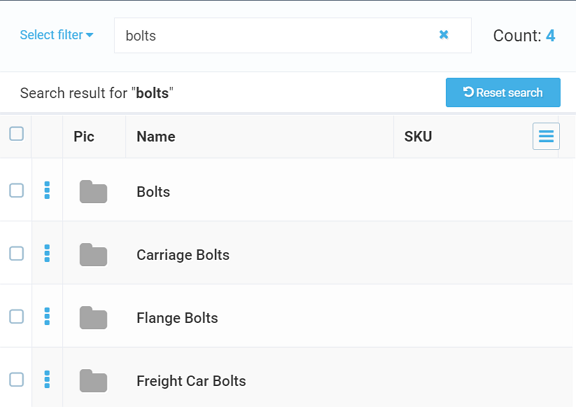 Select filter bolts Count: 4
Search result for "bolts" Reset search
Pic Name SKU
Bolts
Carriage Bolts
Flange Bolts
Freight Car Bolts